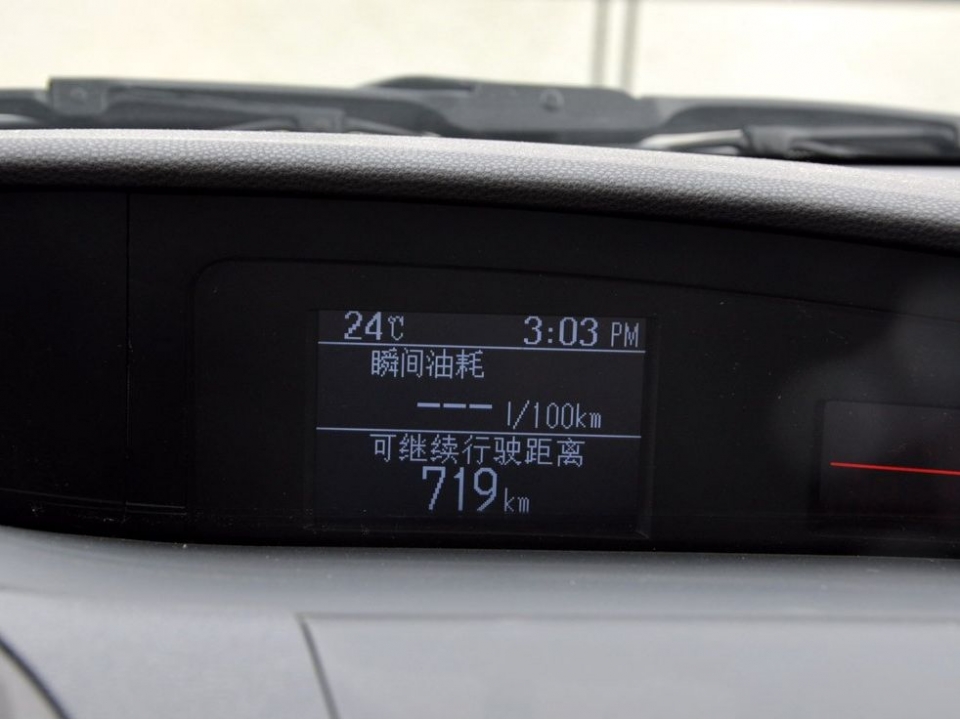 24℃ 3:03 PM
瞬间油耗
--- l/100km
可继续行驶距离
719km